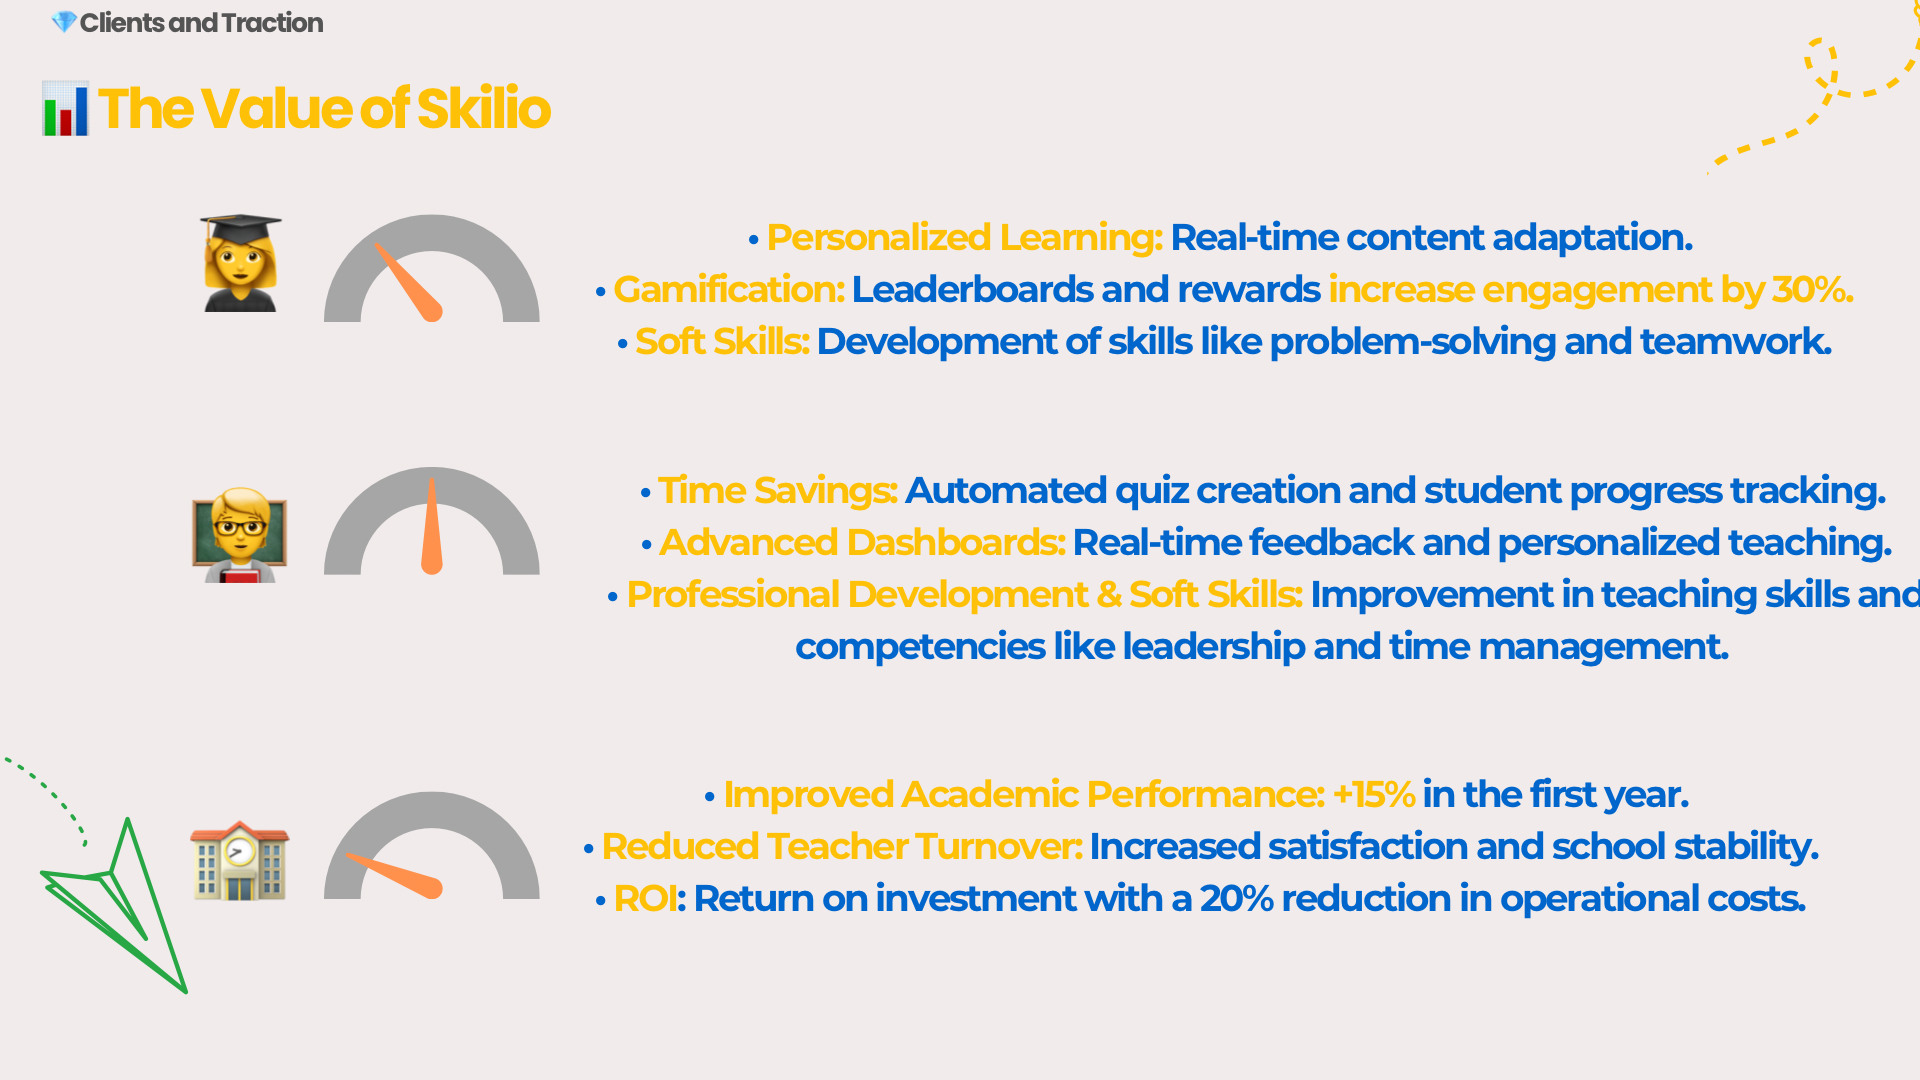 Clients and Traction
The Value of Skilio
• Personalized Learning: Real-time content adaptation.
• Gamification: Leaderboards and rewards increase engagement by 30%.
• Soft Skills: Development of skills like problem-solving and teamwork.
• Time Savings: Automated quiz creation and student progress tracking.
• Advanced Dashboards: Real-time feedback and personalized teaching.
• Professional Development & Soft Skills: Improvement in teaching skills and
competencies like leadership and time management.
• Improved Academic Performance: +15% in the first year.
• Reduced Teacher Turnover: Increased satisfaction and school stability.
• ROI: Return on investment with a 20% reduction in operational costs.